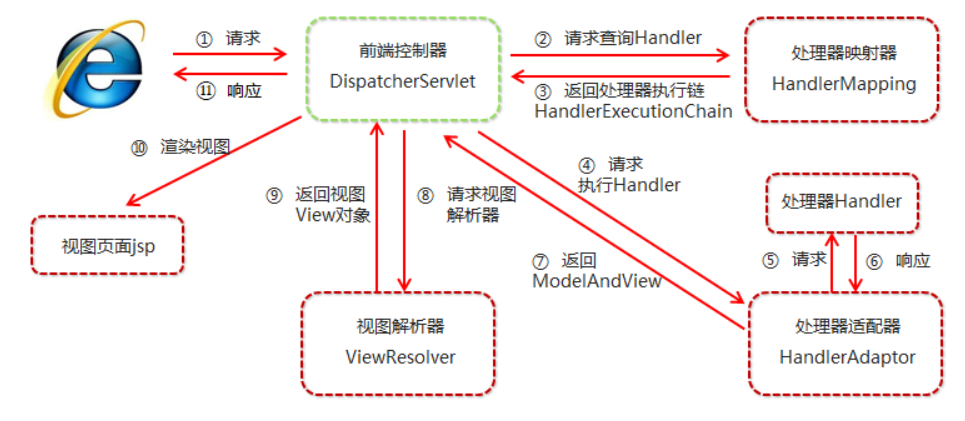 ① 请求
⑪ 响应
前端控制器
DispatcherServlet
② 请求查询Handler
③ 返回处理器执行链
HandlerExecutionChain
处理器映射器
HandlerMapping
⑩ 渲染视图
视图页面jsp
⑨ 返回视图
View对象
⑧ 请求视图
解析器
④ 请求
执行Handler
⑦ 返回
ModelAndView
处理器Handler
⑤ 请求
⑥ 响应
视图解析器
ViewResolver
处理器适配器
HandlerAdaptor